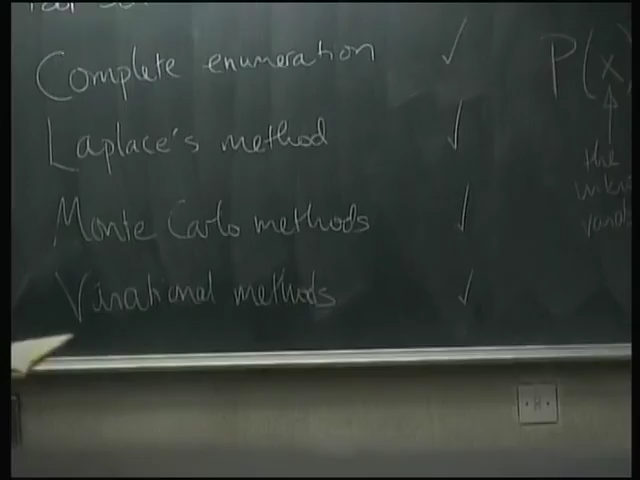 Complete enumeration ✓
Laplace's method ✓
Monte Carlo methods ✓
Variational methods ✓
P(x)
↑
the